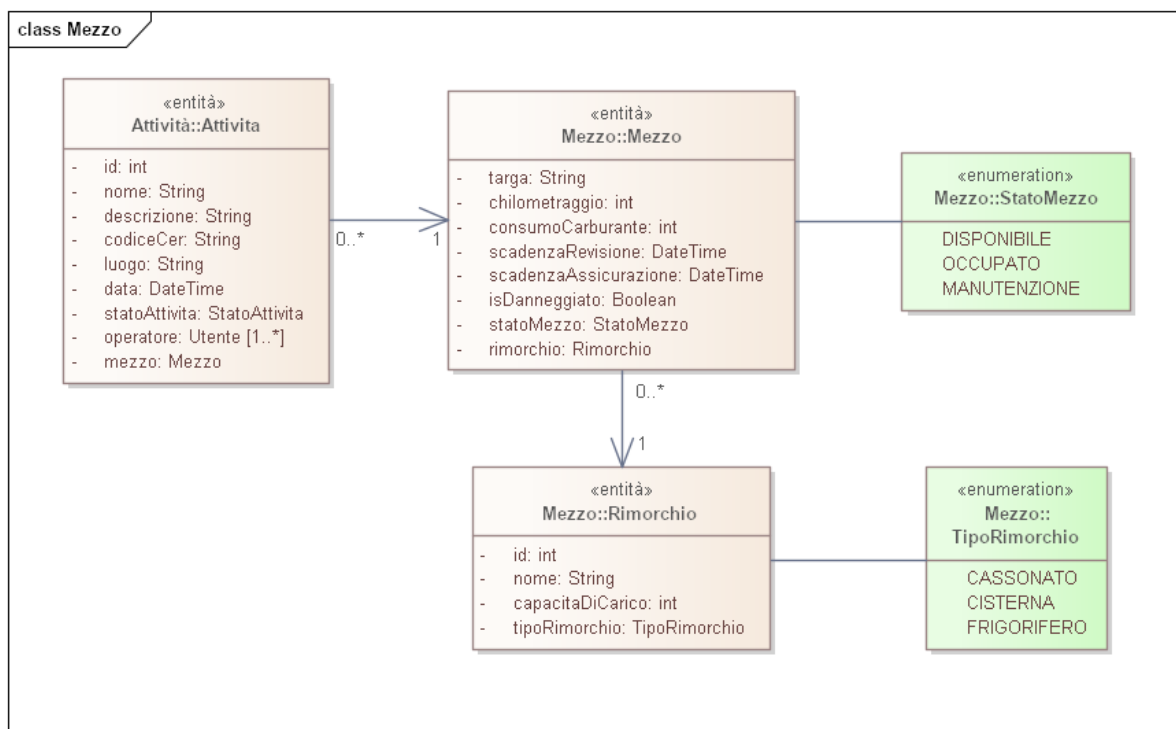 class Mezzo
«entità»
Attività::Attivita
- id: int
- nome: String
- descrizione: String
- codiceCer: String
- luogo: String
- data: DateTime
- statoAttivita: StatoAttivita
- operatore: Utente [1..*]
- mezzo: Mezzo
0..*
1
«entità»
Mezzo::Mezzo
- targa: String
- chilometraggio: int
- consumoCarburante: int
- scadenzaRevisione: DateTime
- scadenzaAssicurazione: DateTime
- isDanneggiato: Boolean
- statoMezzo: StatoMezzo
- rimorchio: Rimorchio
«enumeration»
Mezzo::StatoMezzo
DISPONIBILE
OCCUPATO
MANUTENZIONE
0..*
1
«entità»
Mezzo::Rimorchio
- id: int
- nome: String
- capacitaDiCarico: int
- tipoRimorchio: TipoRimorchio
«enumeration»
Mezzo::
TipoRimorchio
CASSONATO
CISTERNA
FRIGORIFERO